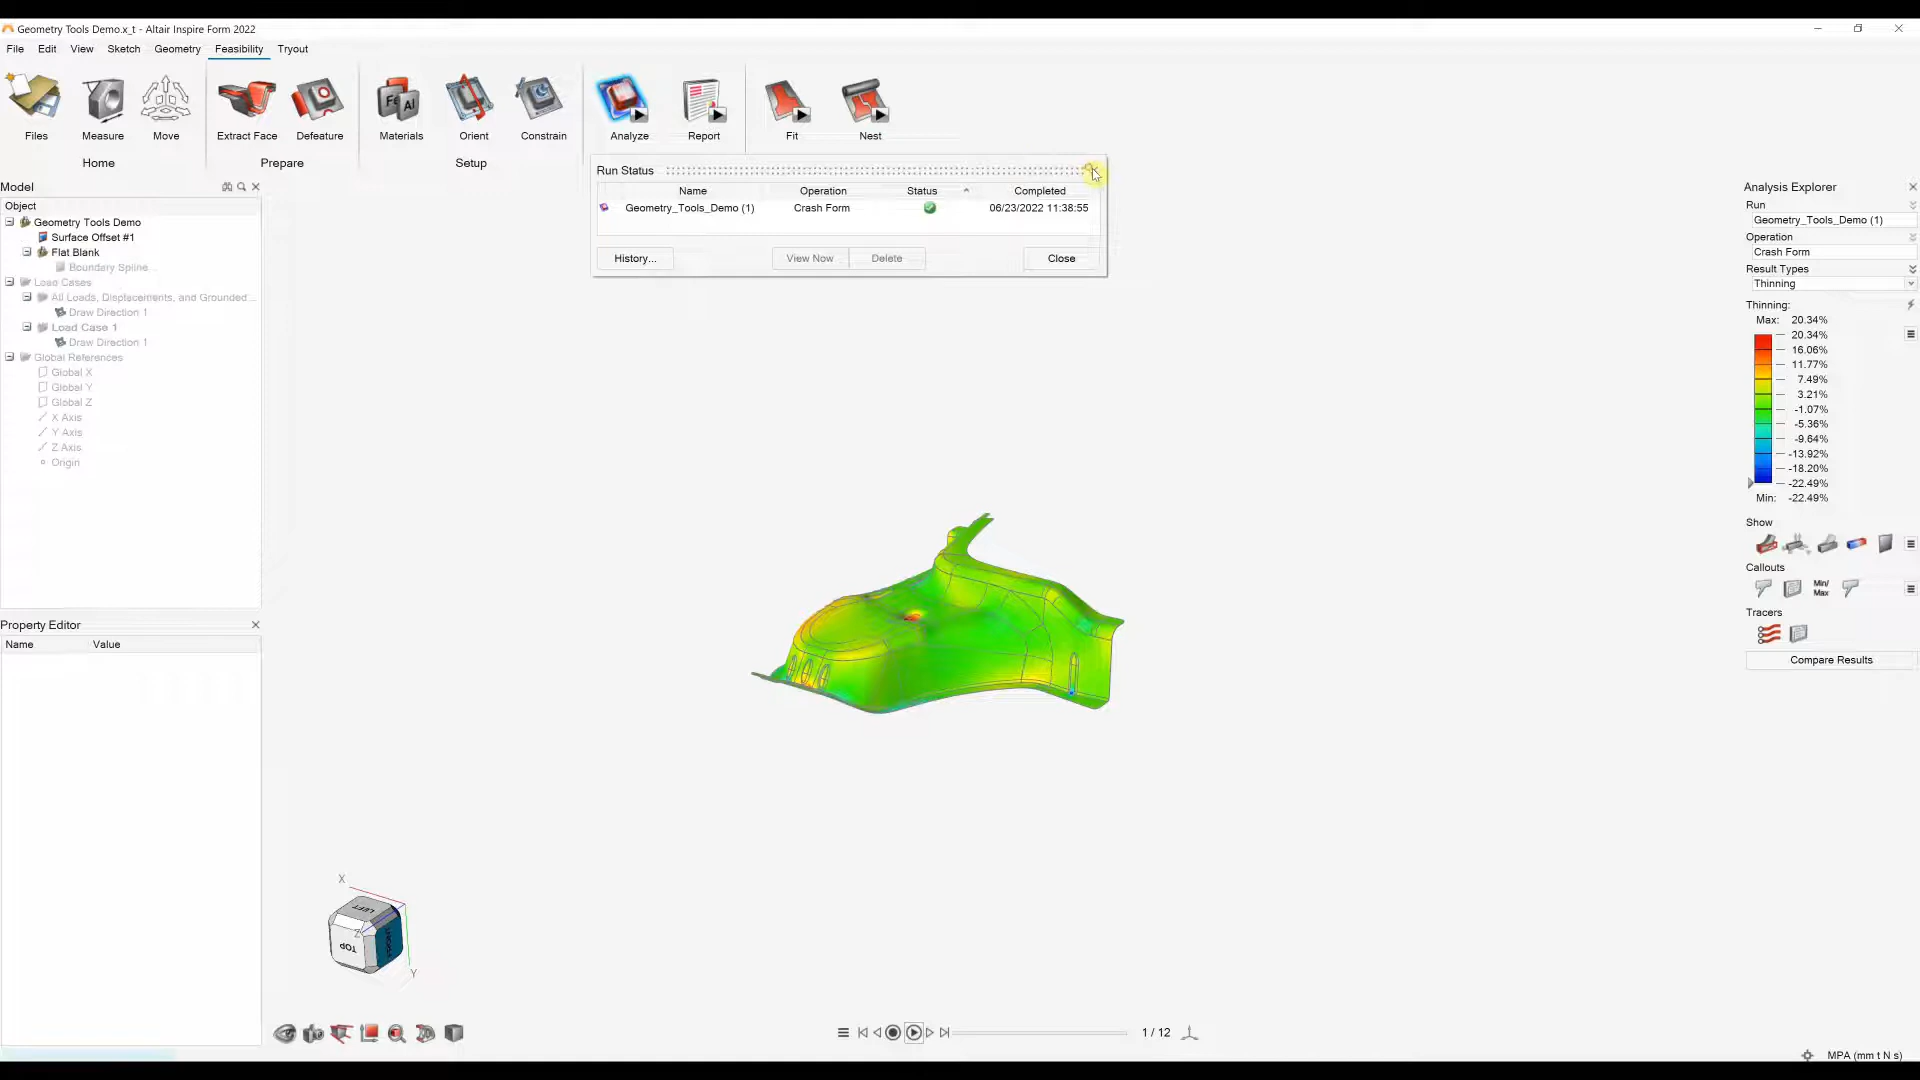 Geometry Tools Demo.x_t - Altair Inspire Form 2022
File Edit View Sketch Geometry Feasibility Tryout
Files Measure Move Extract Face Defeature Materials Orient Constrain Analyze Report Fit Nest
Fe Al
Home Prepare Setup
Run Status
Name Operation Status Completed
Geometry_Tools_Demo (1) Crash Form 06/23/2022 11:38:55
History... View Now Delete Close
Model
Object
Geometry Tools Demo
Surface Offset #1
Flat Blank
Boundary Spline...
Load Cases
All Loads, Displacements, and Grounded ...
Draw Direction 1
Load Case 1
Draw Direction 1
Global References
Global X
Global Y
Global Z
X Axis
Y Axis
Z Axis
Origin
Property Editor
Name Value
Analysis Explorer
Run
Geometry_Tools_Demo (1)
Operation
Crash Form
Result Types
Thinning
Thinning:
Max: 20.34%
20.34%
16.06%
11.77%
7.49%
3.21%
-1.07%
-5.36%
-9.64%
-13.92%
-18.20%
-22.49%
Min: -22.49%
Show
Callouts
Min/
Max
Tracers
Compare Results
X
LEFT
Z
TOP
Y
1 / 12
MPA (mm t N s)